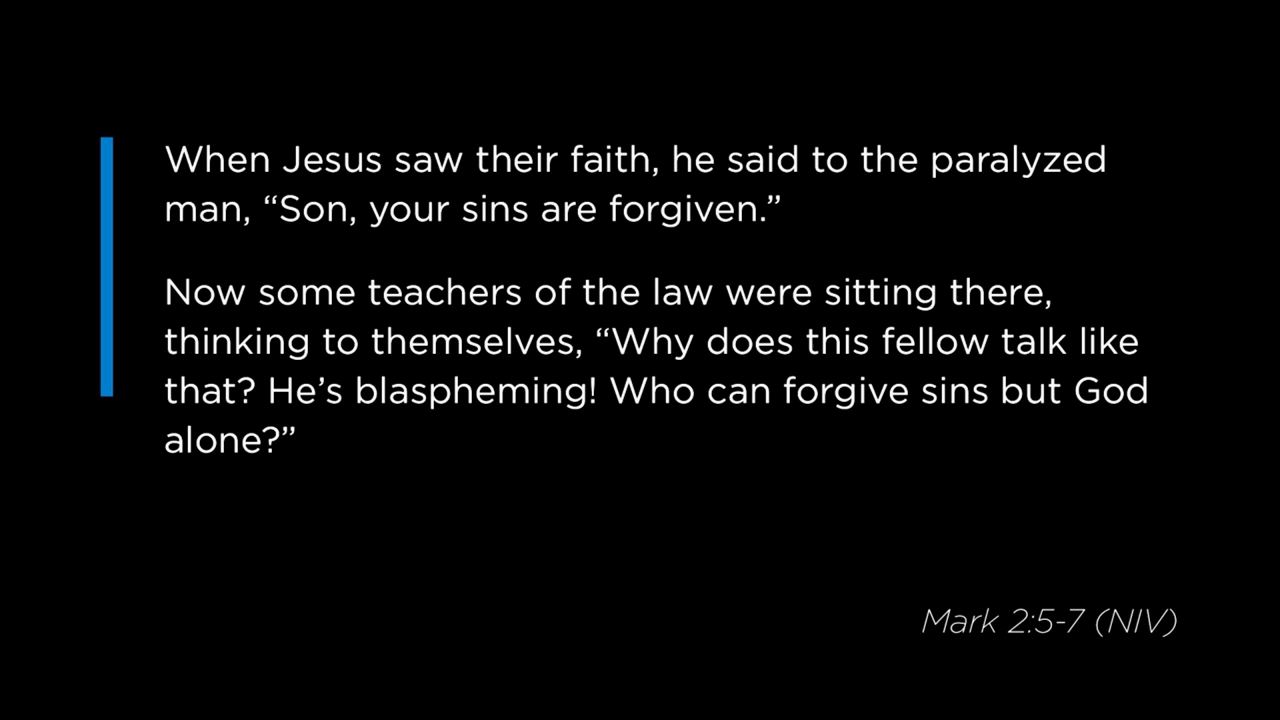 When Jesus saw their faith, he said to the paralyzed
man, “Son, your sins are forgiven.”
Now some teachers of the law were sitting there,
thinking to themselves, “Why does this fellow talk like
that? He’s blaspheming! Who can forgive sins but God
alone?”
Mark 2:5-7 (NIV)